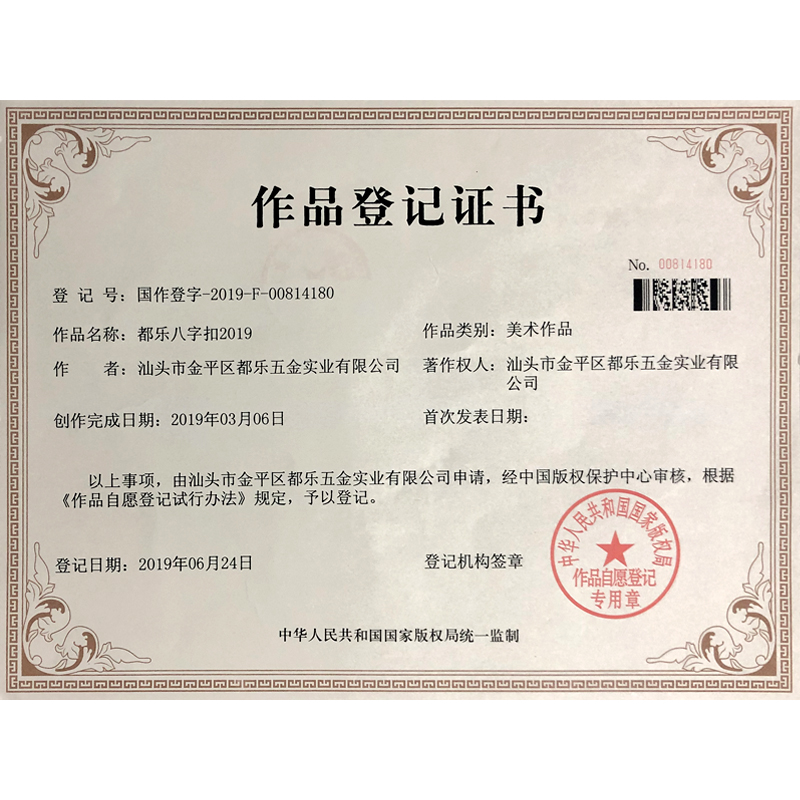 作品登记证书
No. 00814180
登 记 号：国作登字-2019-F-00814180
作品名称：都乐八字扣2019
作品类别：美术作品
作 者：汕头市金平区都乐五金实业有限公司
著作权人：汕头市金平区都乐五金实业有限
公司
创作完成日期：2019年03月06日
首次发表日期：
以上事项，由汕头市金平区都乐五金实业有限公司申请，经中国版权保护中心审核，根据
《作品自愿登记试行办法》规定，予以登记。
登记日期：2019年06月24日
登记机构签章
中华人民共和国国家版权局
作品自愿登记
专用章
中华人民共和国国家版权局统一监制